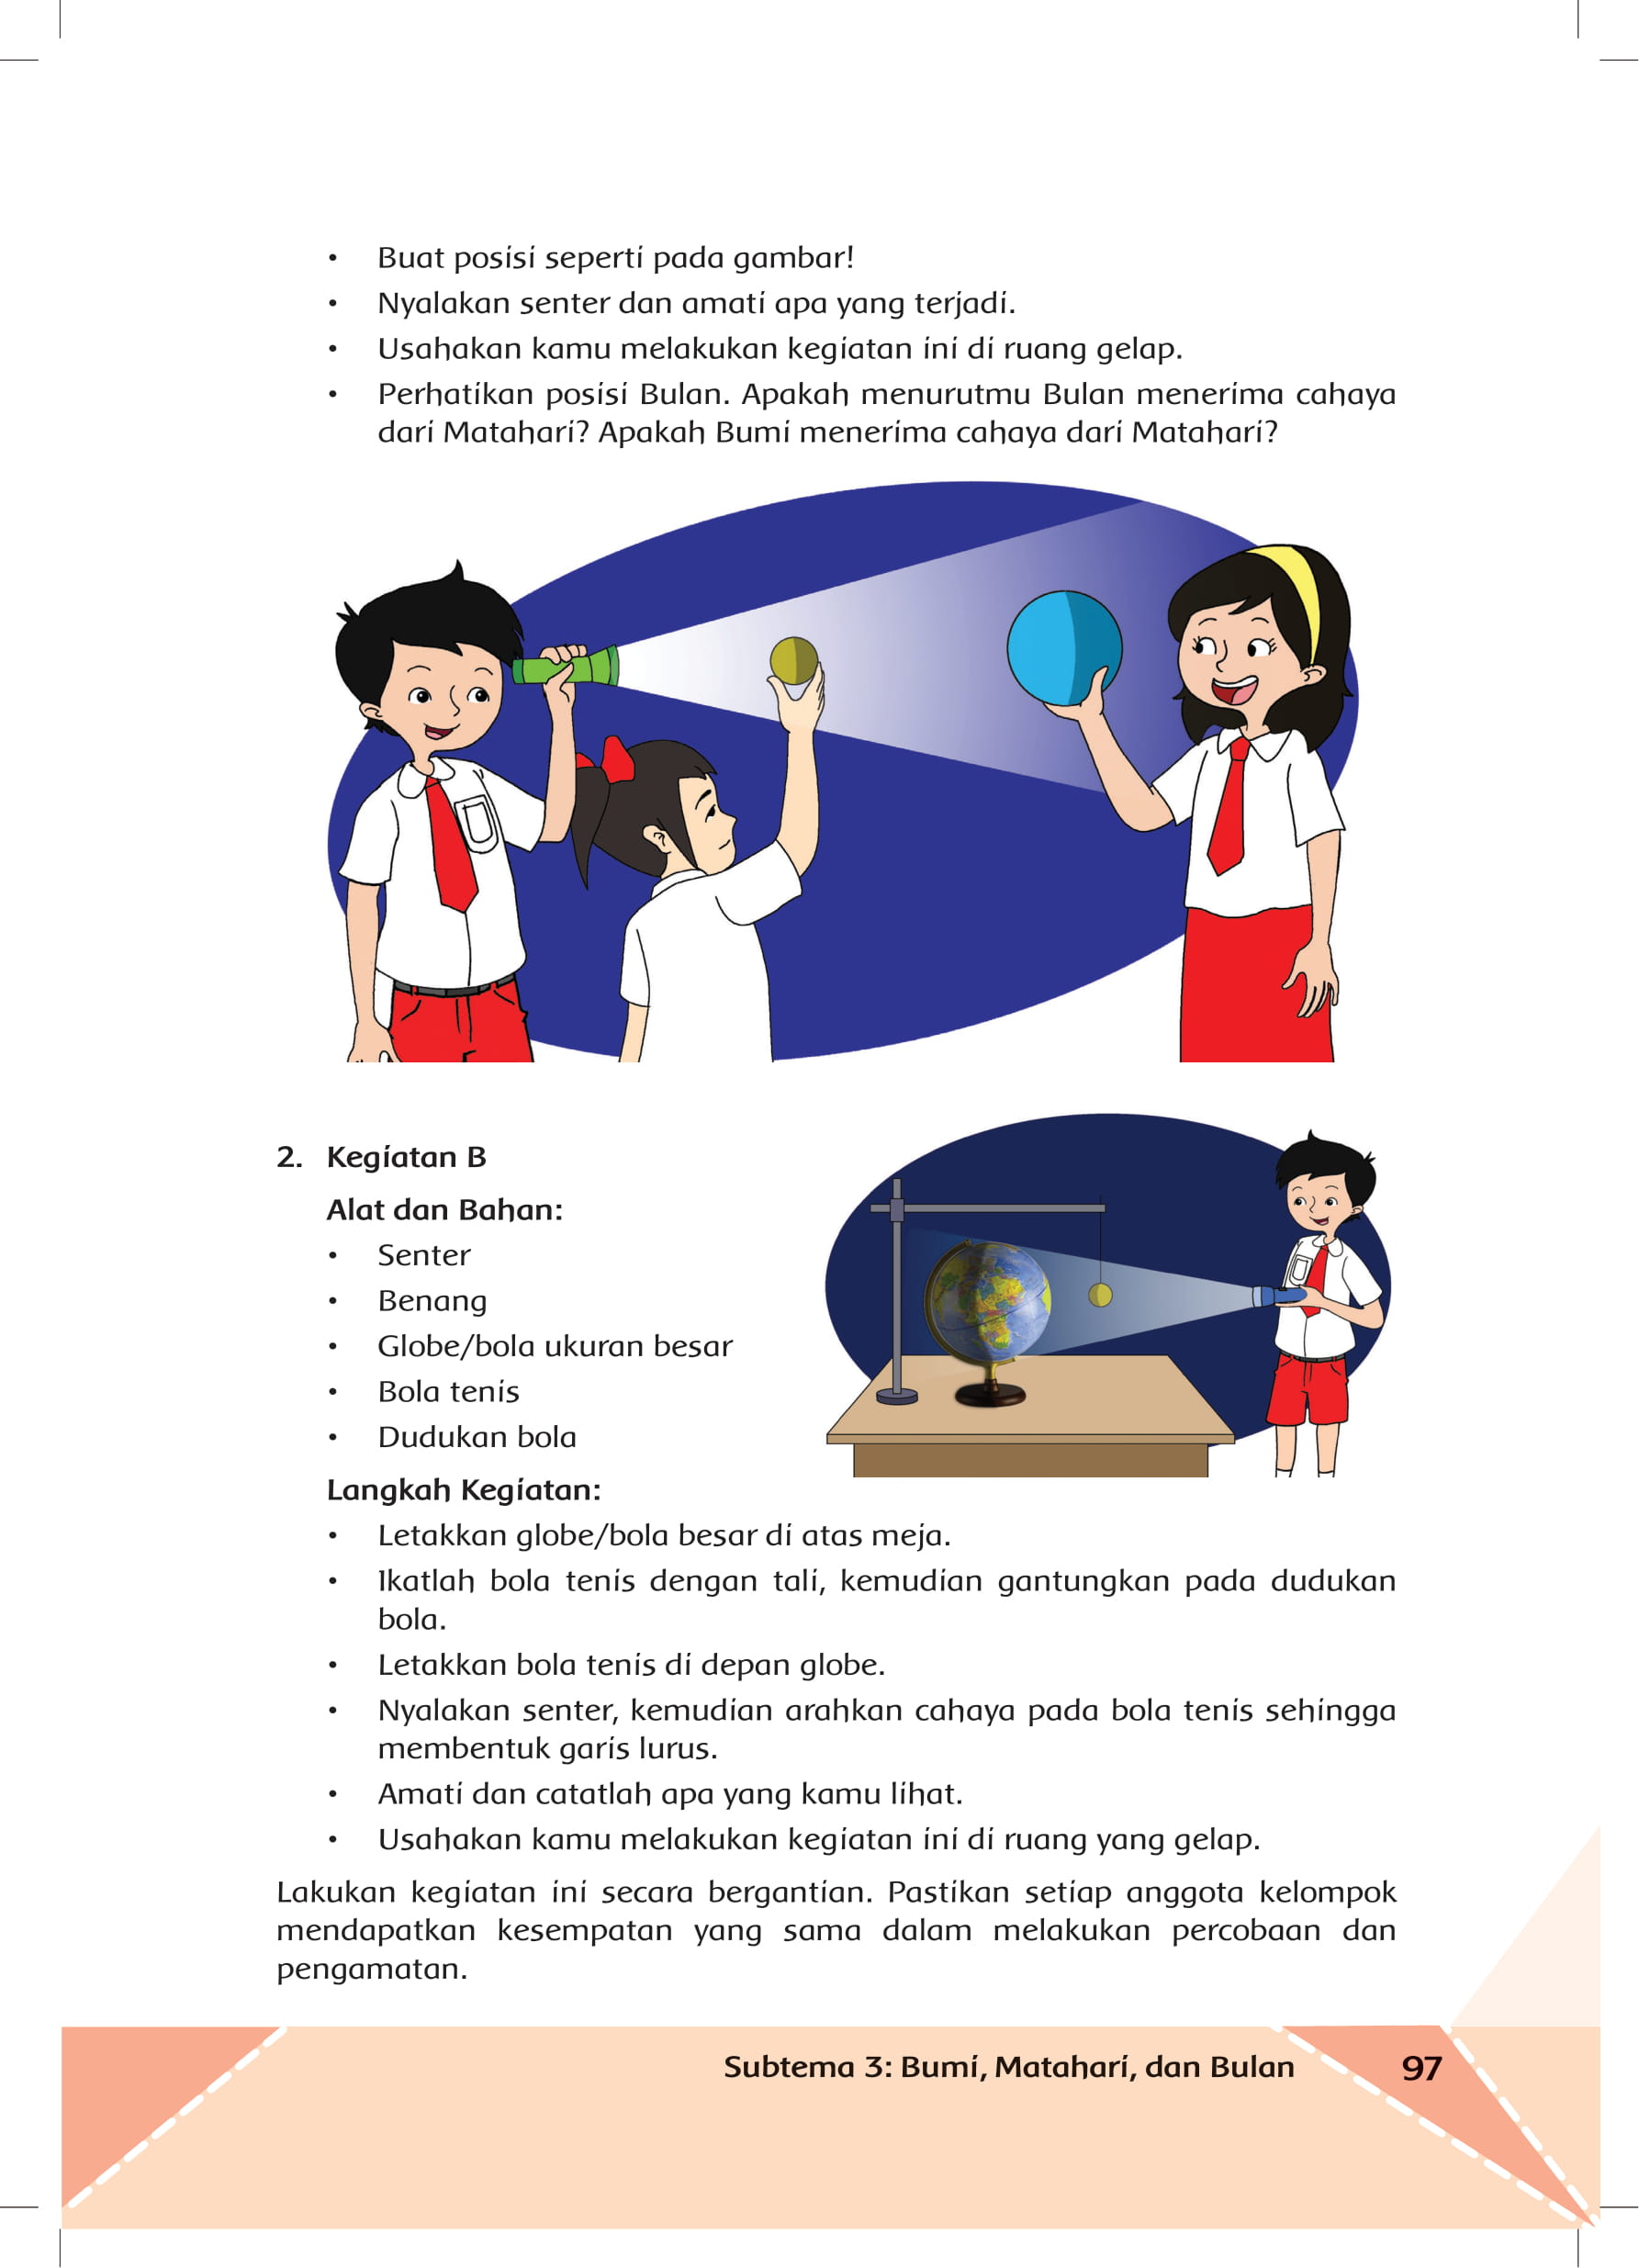 • Buat posisi seperti pada gambar!
• Nyalakan senter dan amati apa yang terjadi.
• Usahakan kamu melakukan kegiatan ini di ruang gelap.
• Perhatikan posisi Bulan. Apakah menurutmu Bulan menerima cahaya
dari Matahari? Apakah Bumi menerima cahaya dari Matahari?
2. Kegiatan B
Alat dan Bahan:
• Senter
• Benang
• Globe/bola ukuran besar
• Bola tenis
• Dudukan bola
Langkah Kegiatan:
• Letakkan globe/bola besar di atas meja.
• Ikatlah bola tenis dengan tali, kemudian gantungkan pada dudukan
bola.
• Letakkan bola tenis di depan globe.
• Nyalakan senter, kemudian arahkan cahaya pada bola tenis sehingga
membentuk garis lurus.
• Amati dan catatlah apa yang kamu lihat.
• Usahakan kamu melakukan kegiatan ini di ruang yang gelap.
Lakukan kegiatan ini secara bergantian. Pastikan setiap anggota kelompok
mendapatkan kesempatan yang sama dalam melakukan percobaan dan
pengamatan.
Subtema 3: Bumi, Matahari, dan Bulan 97